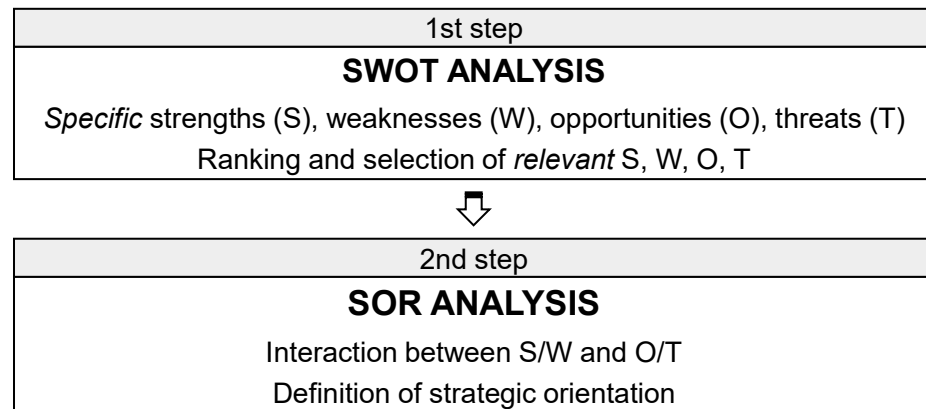 1st step
SWOT ANALYSIS
Specific strengths (S), weaknesses (W), opportunities (O), threats (T)
Ranking and selection of relevant S, W, O, T
2nd step
SOR ANALYSIS
Interaction between S/W and O/T
Definition of strategic orientation